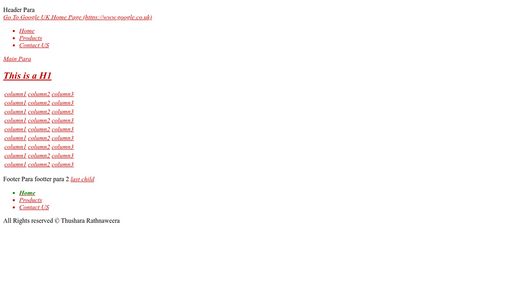 Header Para
Go To Google UK Home Page (https://www.google.co.uk)
Home
Products
Contact US
Main Para
This is a H1
column1 column2 column3
column1 column2 column3
column1 column2 column3
column1 column2 column3
column1 column2 column3
column1 column2 column3
column1 column2 column3
column1 column2 column3
column1 column2 column3
Footer Para footter para 2 last child
Home
Products
Contact US
All Rights reserved © Thushara Rathnaweera